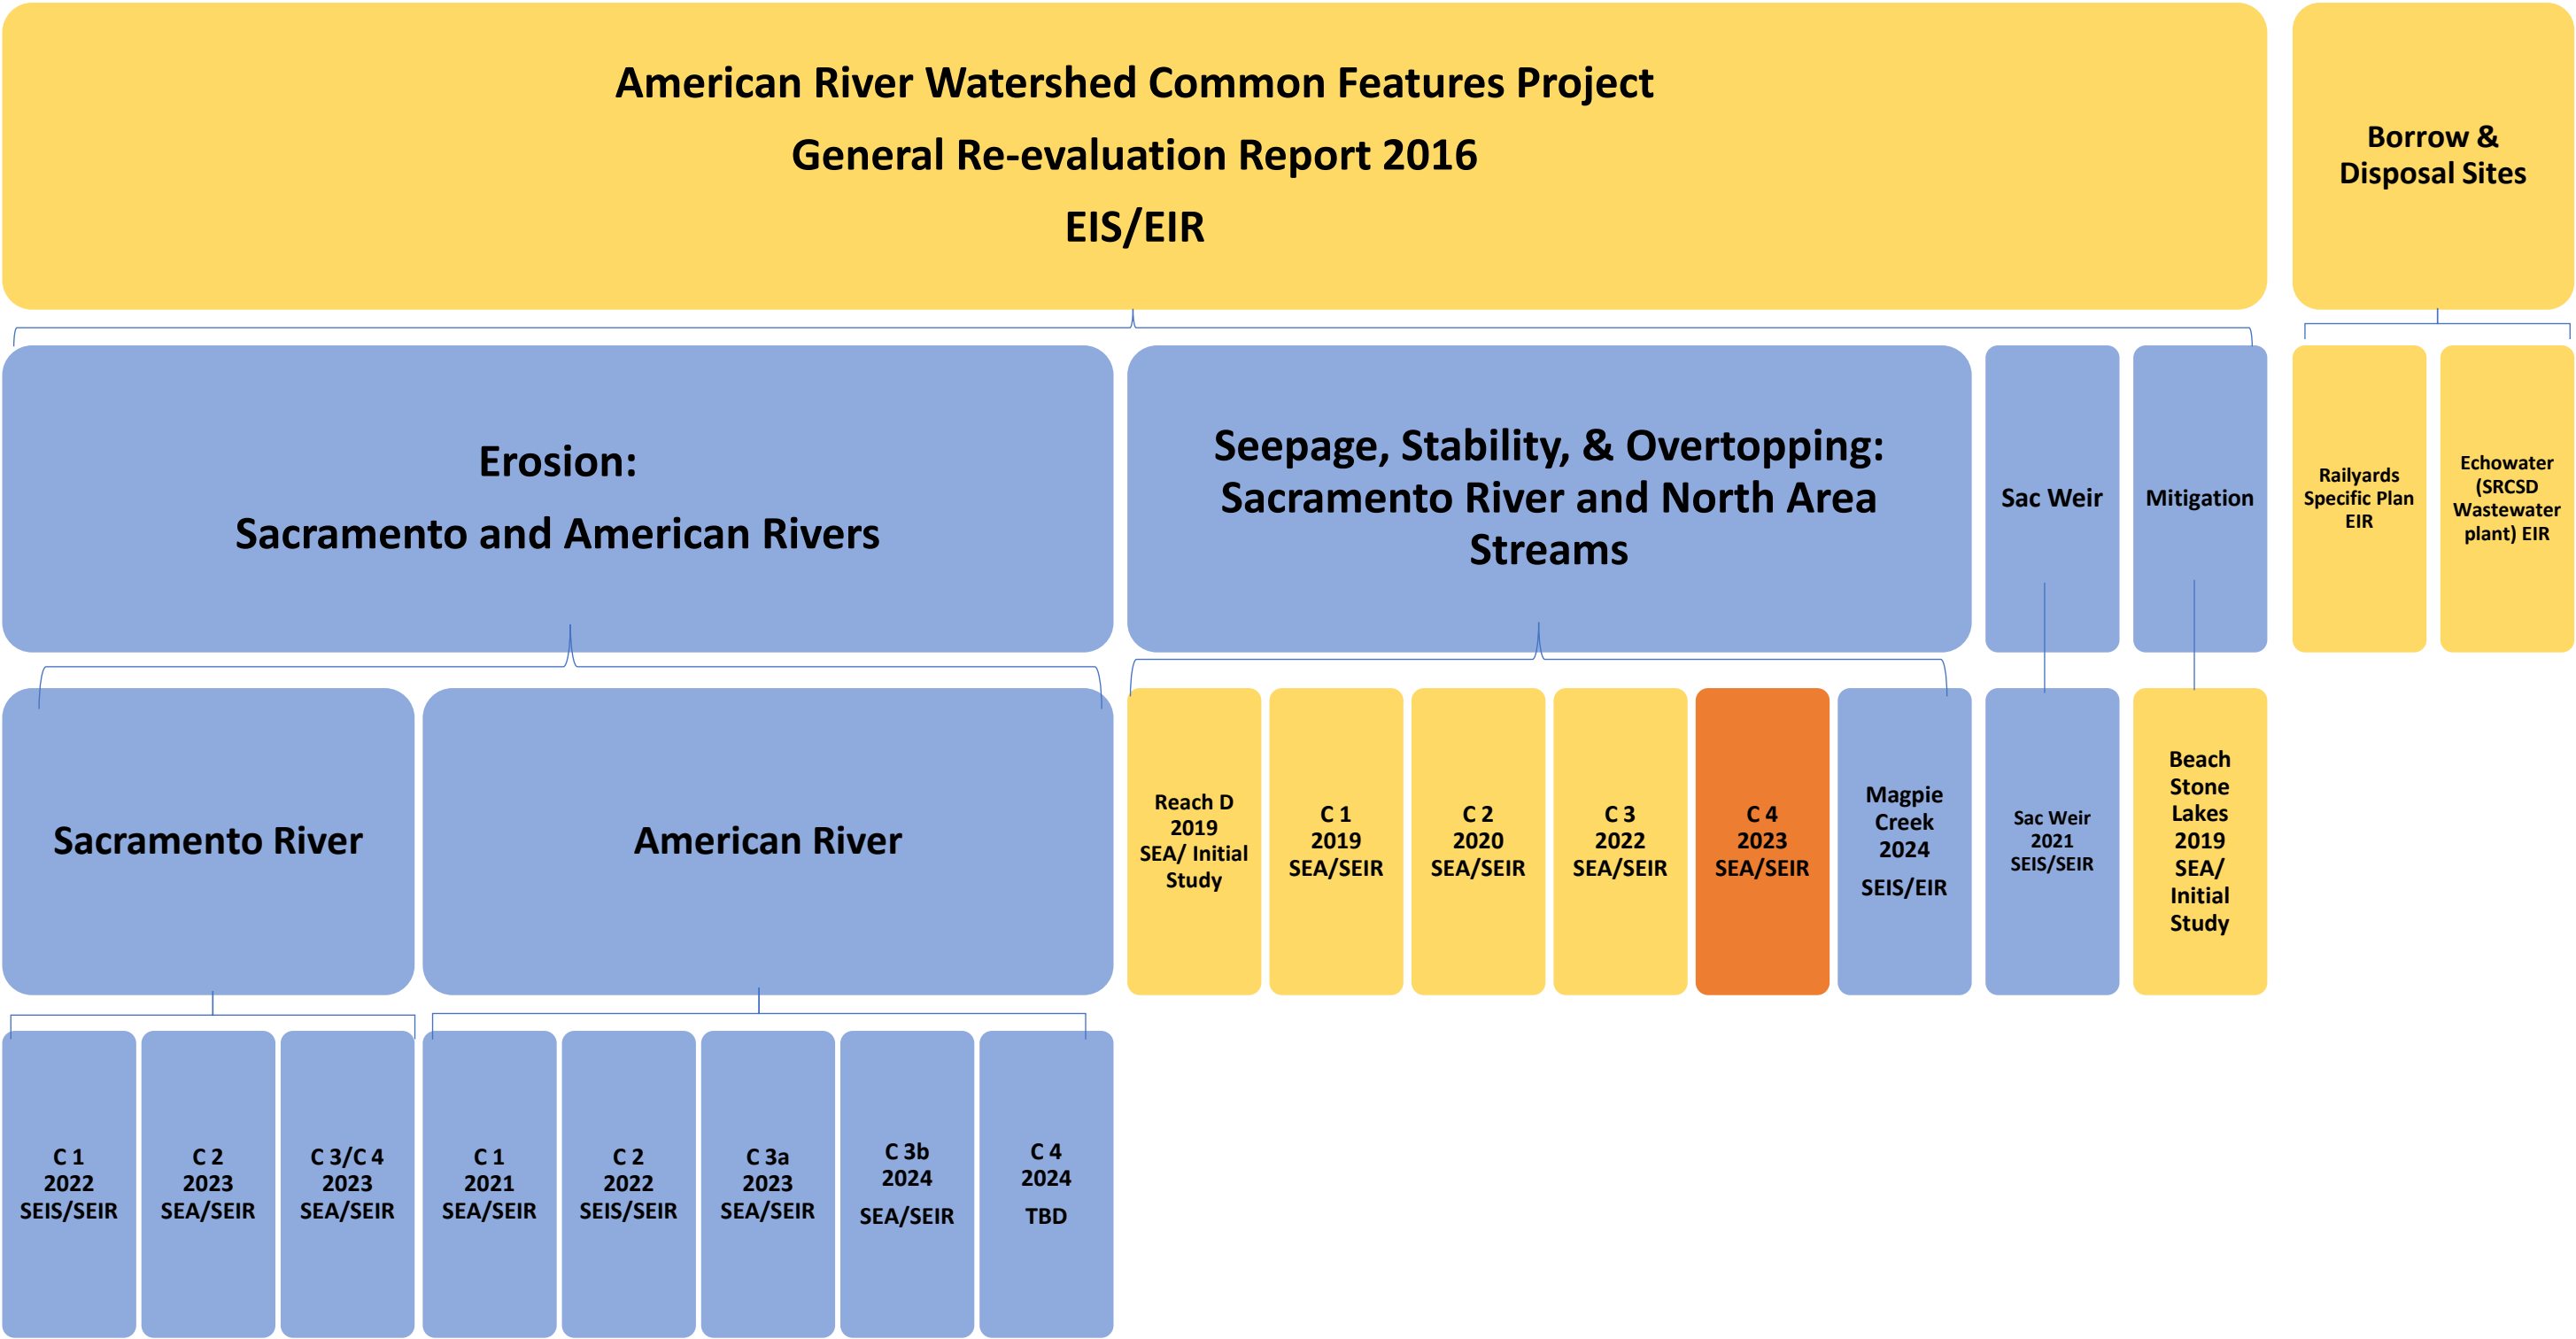 American River Watershed Common Features Project
General Re-evaluation Report 2016
EIS/EIR
Borrow &
Disposal Sites
Erosion:
Sacramento and American Rivers
Seepage, Stability, & Overtopping:
Sacramento River and North Area
Streams
Sac Weir
Mitigation
Railyards
Specific Plan
EIR
Echowater
(SRCSD
Wastewater
plant) EIR
Sacramento River
American River
Reach D
2019
SEA/ Initial
Study
C 1
2019
SEA/SEIR
C 2
2020
SEA/SEIR
C 3
2022
SEA/SEIR
C 4
2023
SEA/SEIR
Magpie
Creek
2024
SEIS/EIR
Sac Weir
2021
SEIS/SEIR
Beach
Stone
Lakes
2019
SEA/
Initial
Study
C 1
2022
SEIS/SEIR
C 2
2023
SEA/SEIR
C 3/C 4
2023
SEA/SEIR
C 1
2021
SEA/SEIR
C 2
2022
SEIS/SEIR
C 3a
2023
SEA/SEIR
C 3b
2024
SEA/SEIR
C 4
2024
TBD